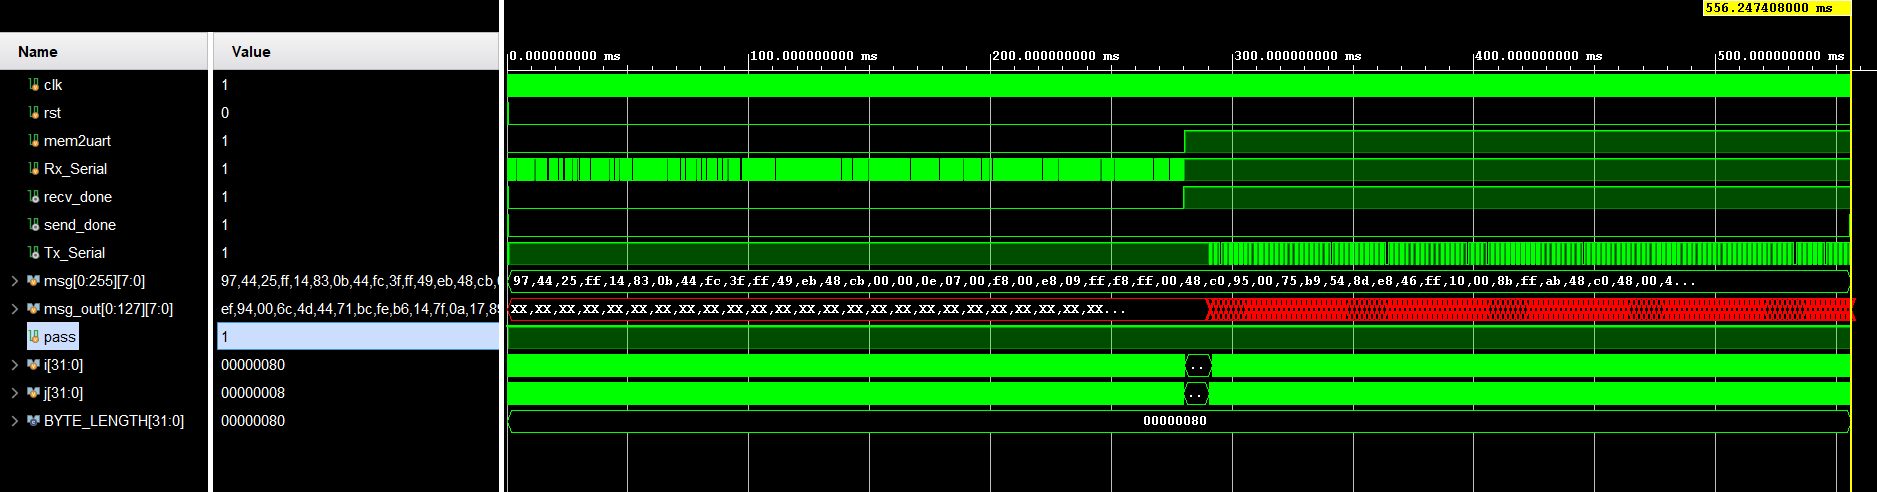 556.247408000 ms
Name Value
0.000000000 ms 100.000000000 ms 200.000000000 ms 300.000000000 ms 400.000000000 ms 500.000000000 ms
clk 1
rst 0
mem2uart 1
Rx_Serial 1
recv_done 1
send_done 1
Tx_Serial 1
msg[0:255][7:0] 97,44,25,ff,14,83,0b,44,fc,3f,ff,49,eb,48,cb, 97,44,25,ff,14,83,0b,44,fc,3f,ff,49,eb,48,cb,00,00,0e,07,00,f8,00,e8,09,ff,f8,ff,00,48,c0,95,00,75,b9,54,8d,e8,46,ff,10,00,8b,ff,ab,48,c0,48,00,4...
msg_out[0:127][7:0] ef,94,00,6c,4d,44,71,bc,fe,b6,14,7f,0a,17,89 XX,XX,XX,XX,XX,XX,XX,XX,XX,XX,XX,XX,XX,XX,XX,XX,XX,XX,XX,XX,XX,XX,XX,XX,XX...
pass 1
i[31:0] 00000080 ..
j[31:0] 00000008 ..
BYTE_LENGTH[31:0] 00000080 00000080